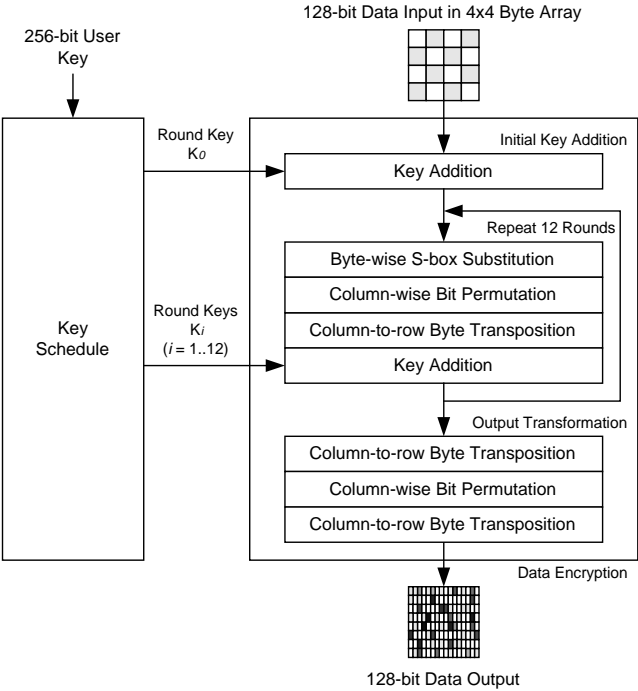 128-bit Data Input in 4x4 Byte Array
256-bit User
Key
Initial Key Addition
Round Key
K0
Key Addition
Repeat 12 Rounds
Byte-wise S-box Substitution
Column-wise Bit Permutation
Column-to-row Byte Transposition
Key Addition
Round Keys
Ki
(i = 1..12)
Key
Schedule
Output Transformation
Column-to-row Byte Transposition
Column-wise Bit Permutation
Column-to-row Byte Transposition
Data Encryption
128-bit Data Output